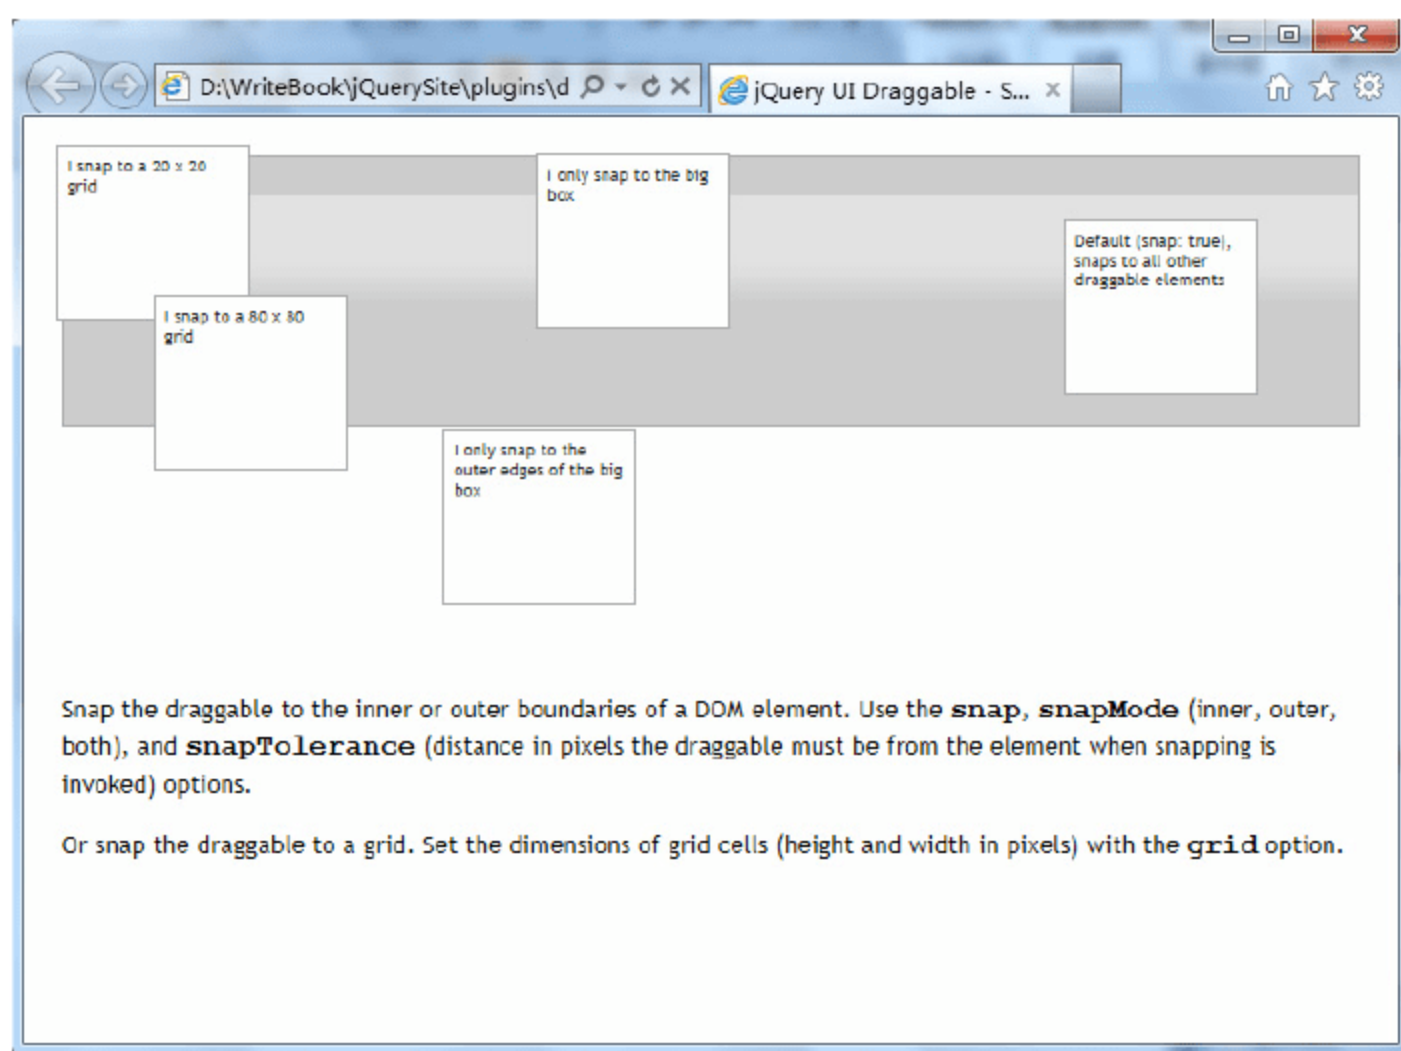 D:\WriteBook\jQuerySite\plugins\d
jQuery UI Draggable - S...
I snap to a 20 x 20
grid
I only snap to the big
box
Default (snap: true),
snaps to all other
draggable elements
I snap to a 80 x 80
grid
I only snap to the
outer edges of the big
box
Snap the draggable to the inner or outer boundaries of a DOM element. Use the snap, snapMode (inner, outer,
both), and snapTolerance (distance in pixels the draggable must be from the element when snapping is
invoked) options.
Or snap the draggable to a grid. Set the dimensions of grid cells (height and width in pixels) with the grid option.